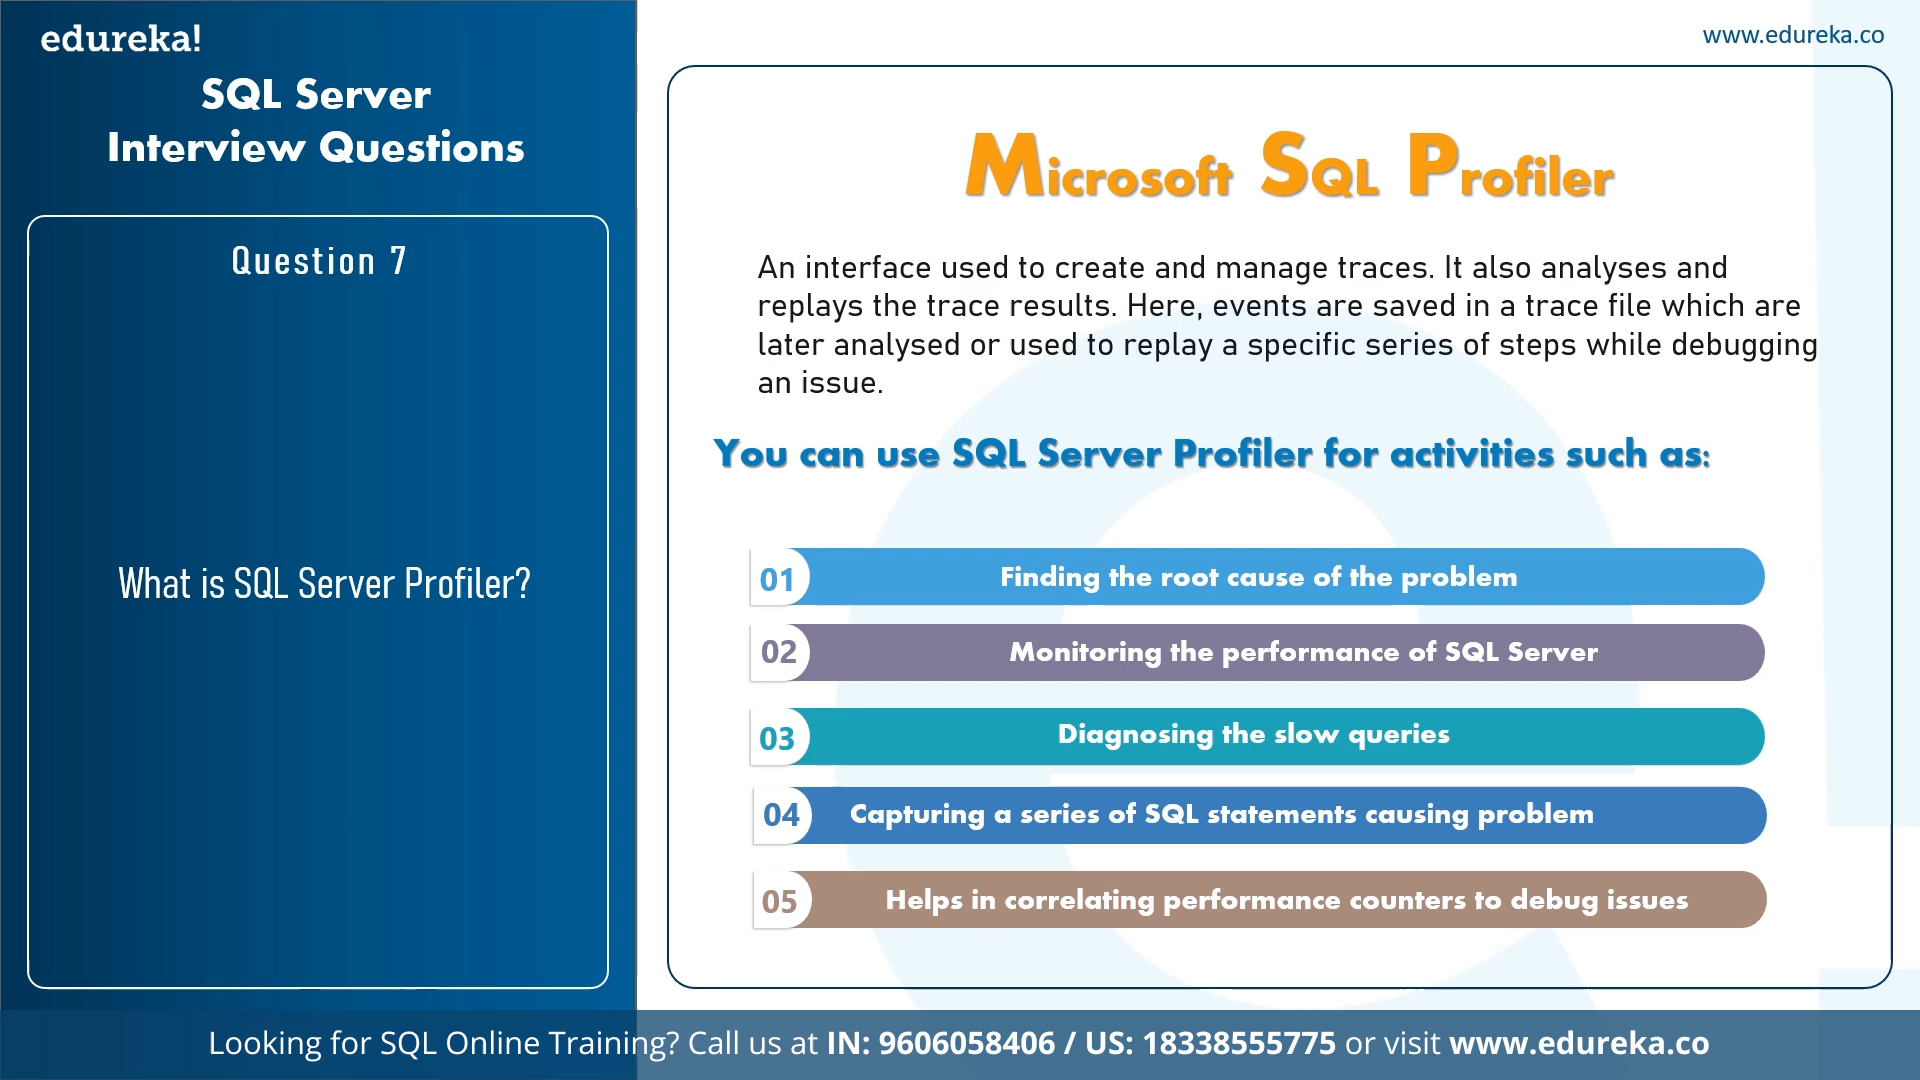 edureka!
www.edureka.co
SQL Server
Interview Questions
Question 7
What is SQL Server Profiler?
Microsoft SQL Profiler
An interface used to create and manage traces. It also analyses and
replays the trace results. Here, events are saved in a trace file which are
later analysed or used to replay a specific series of steps while debugging
an issue.
You can use SQL Server Profiler for activities such as:
01 Finding the root cause of the problem
02 Monitoring the performance of SQL Server
03 Diagnosing the slow queries
04 Capturing a series of SQL statements causing problem
05 Helps in correlating performance counters to debug issues
Looking for SQL Online Training? Call us at IN: 9606058406 / US: 18338555775 or visit www.edureka.co